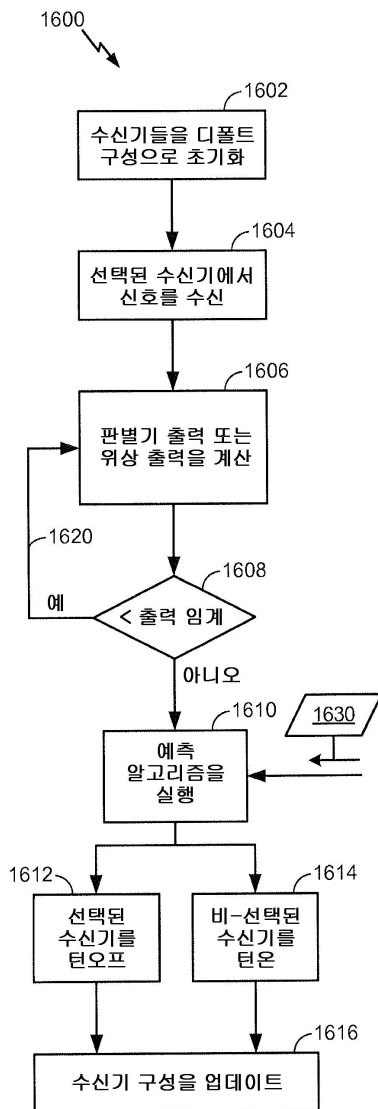 1600
1602
수신기들을 디폴트
구성으로 초기화
1604
선택된 수신기에서
신호를 수신
1606
판별기 출력 또는
위상 출력을 계산
1620
1608
예
< 출력 임계
아니오
1610
1630
예측
알고리즘을
실행
1612
1614
선택된
수신기를
턴오프
비-선택된
수신기를
턴온
1616
수신기 구성을 업데이트